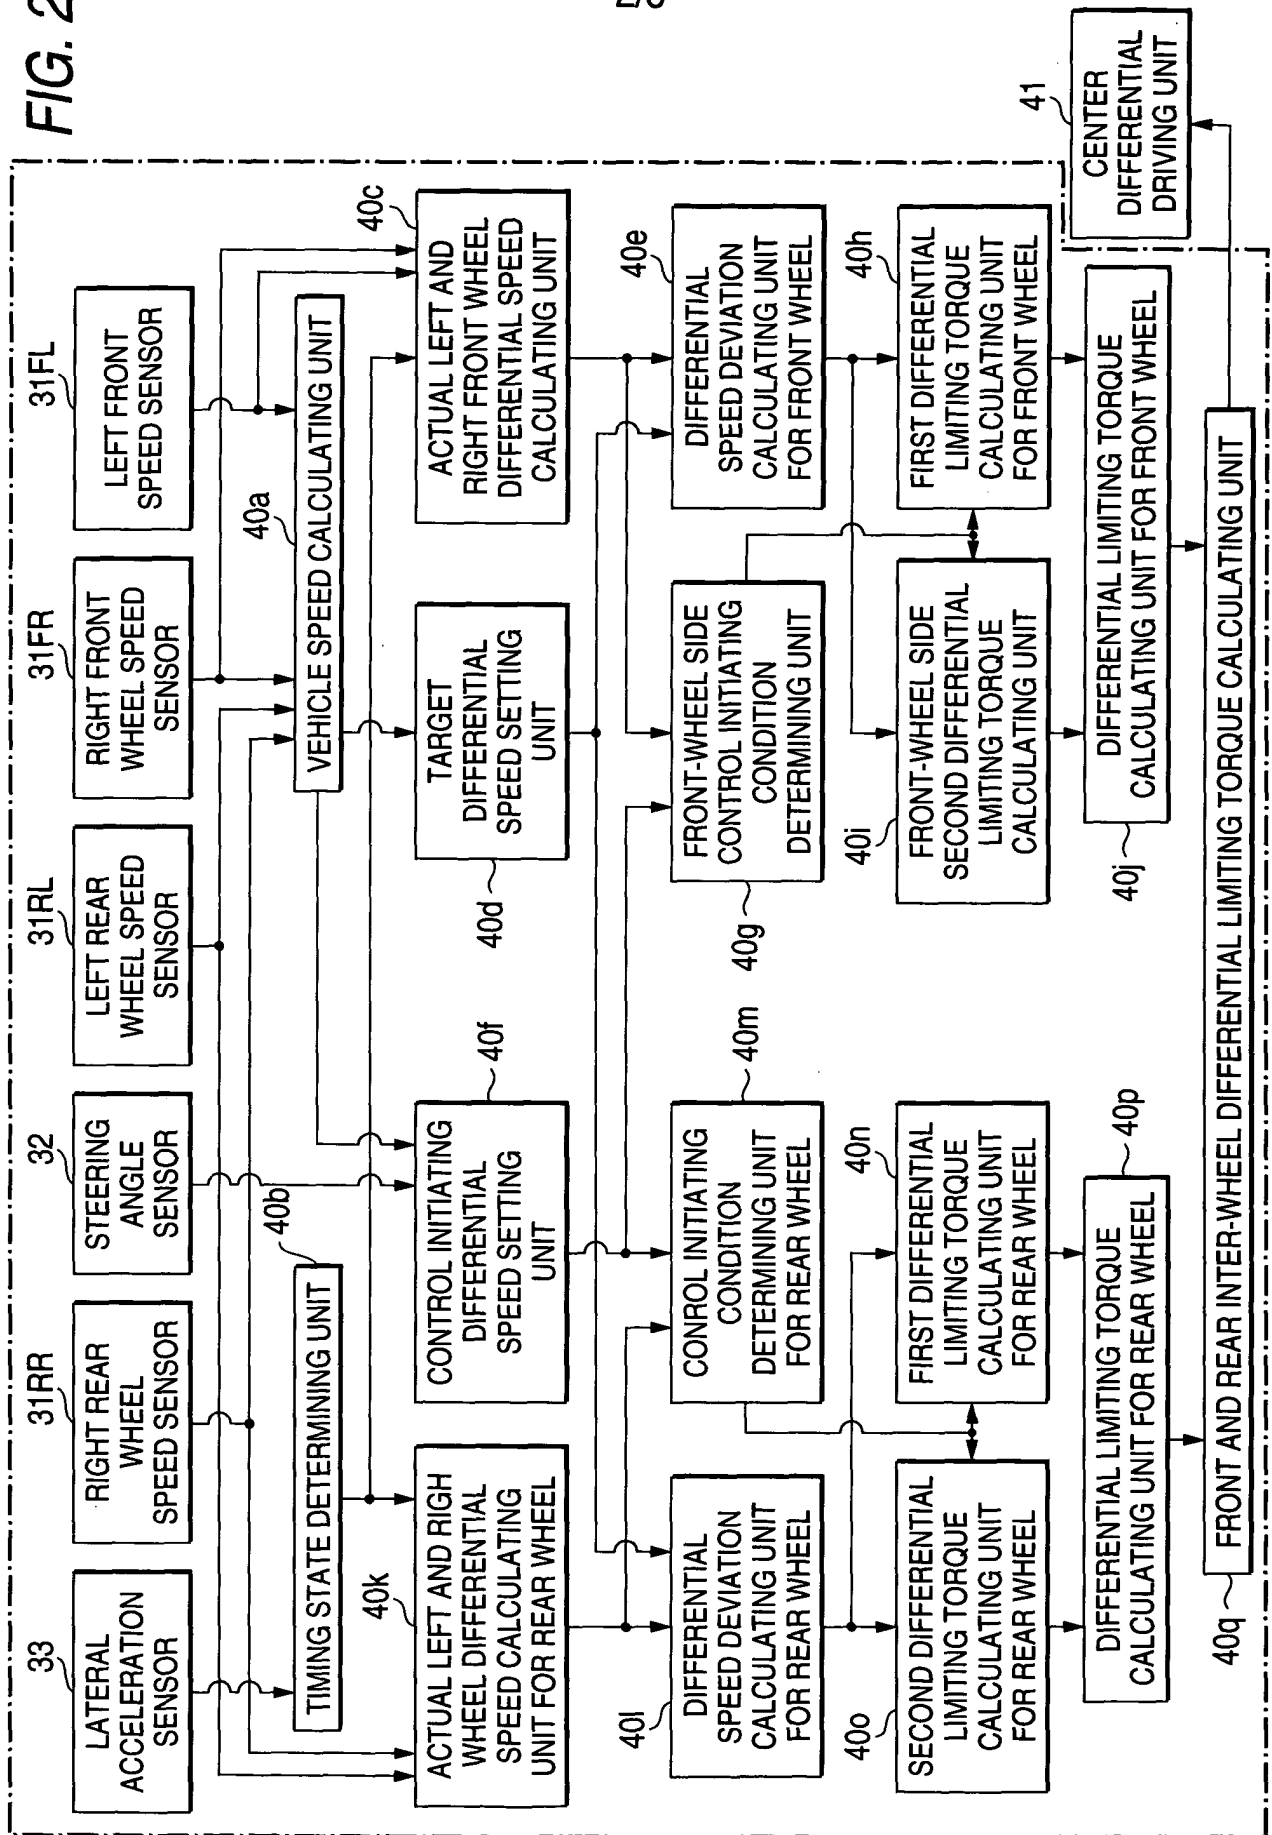 FIG. 2
33
LATERAL
ACCELERATION
SENSOR
31RR
RIGHT REAR
WHEEL
SPEED SENSOR
32
STEERING
ANGLE
SENSOR
31RL
LEFT REAR
WHEEL SPEED
SENSOR
31FR
RIGHT FRONT
WHEEL SPEED
SENSOR
31FL
LEFT FRONT
SPEED SENSOR
40b
TIMING STATE DETERMINING UNIT
40a
VEHICLE SPEED CALCULATING UNIT
40k
ACTUAL LEFT AND RIGH
WHEEL DIFFERENTIAL
SPEED CALCULATING
UNIT FOR REAR WHEEL
40f
CONTROL INITIATING
DIFFERENTIAL
SPEED SETTING
UNIT
40d
TARGET
DIFFERENTIAL
SPEED SETTING
UNIT
40c
ACTUAL LEFT AND
RIGHT FRONT WHEEL
DIFFERENTIAL SPEED
CALCULATING UNIT
40l
DIFFERENTIAL
SPEED DEVIATION
CALCULATING UNIT
FOR REAR WHEEL
40m
CONROL INITIATING
CONDITION
DETERMINING UNIT
FOR REAR WHEEL
40g
FRONT-WHEEL SIDE
CONTROL INITIATING
CONDITION
DETERMINING UNIT
40e
DIFFERENTIAL
SPEED DEVIATION
CALCULATING UNIT
FOR FRONT WHEEL
40o
SECOND DIFFERENTIAL
LIMITING TORQUE
CALCULATING UNIT
FOR REAR WHEEL
40n
FIRST DIFFERENTIAL
LIMITING TORQUE
CALCULATING UNIT
FOR REAR WHEEL
40i
FRONT-WHEEL SIDE
SECOND DIFFERENTIAL
LIMITING TORQUE
CALCULATING UNIT
40h
FIRST DIFFERENTIAL
LIMITING TORQUE
CALCULATING UNIT
FOR FRONT WHEEL
40p
DIFFERENTIAL LIMITING TORQUE
CALCULATING UNIT FOR REAR WHEEL
40j
DIFFERENTIAL LIMITING TORQUE
CALCULATING UNIT FOR FRONT WHEEL
41
CENTER
DIFFERENTIAL
DRIVING UNIT
40q
FRONT AND REAR INTER-WHEEL DIFFERENTIAL LIMITING TORQUE CALCULATING UNIT